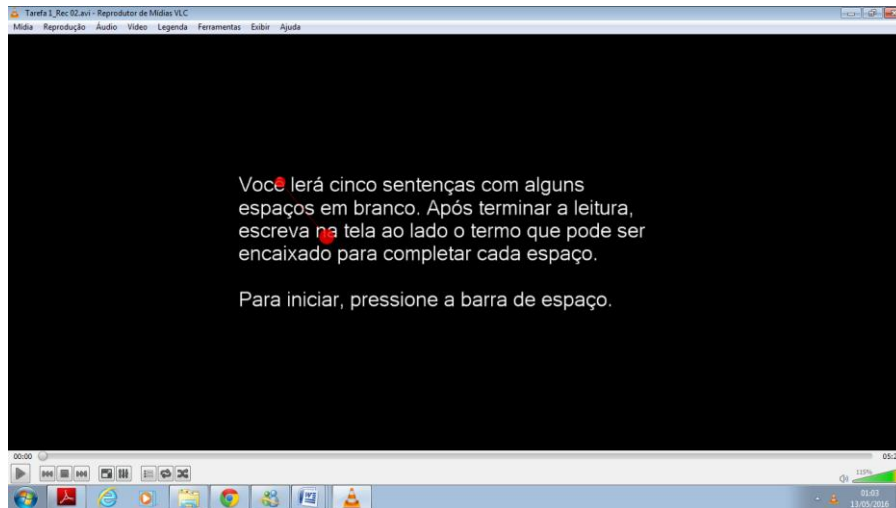 Tarefa 1_Rec 02.avi - Reprodutor de Mídias VLC
Mídia Reprodução Áudio Vídeo Legenda Ferramentas Exibir Ajuda
Você lerá cinco sentenças com alguns
espaços em branco. Após terminar a leitura,
escreva na tela ao lado o termo que pode ser
encaixado para completar cada espaço.
Para iniciar, pressione a barra de espaço.
00:00
115%
01:03
13/05/2016